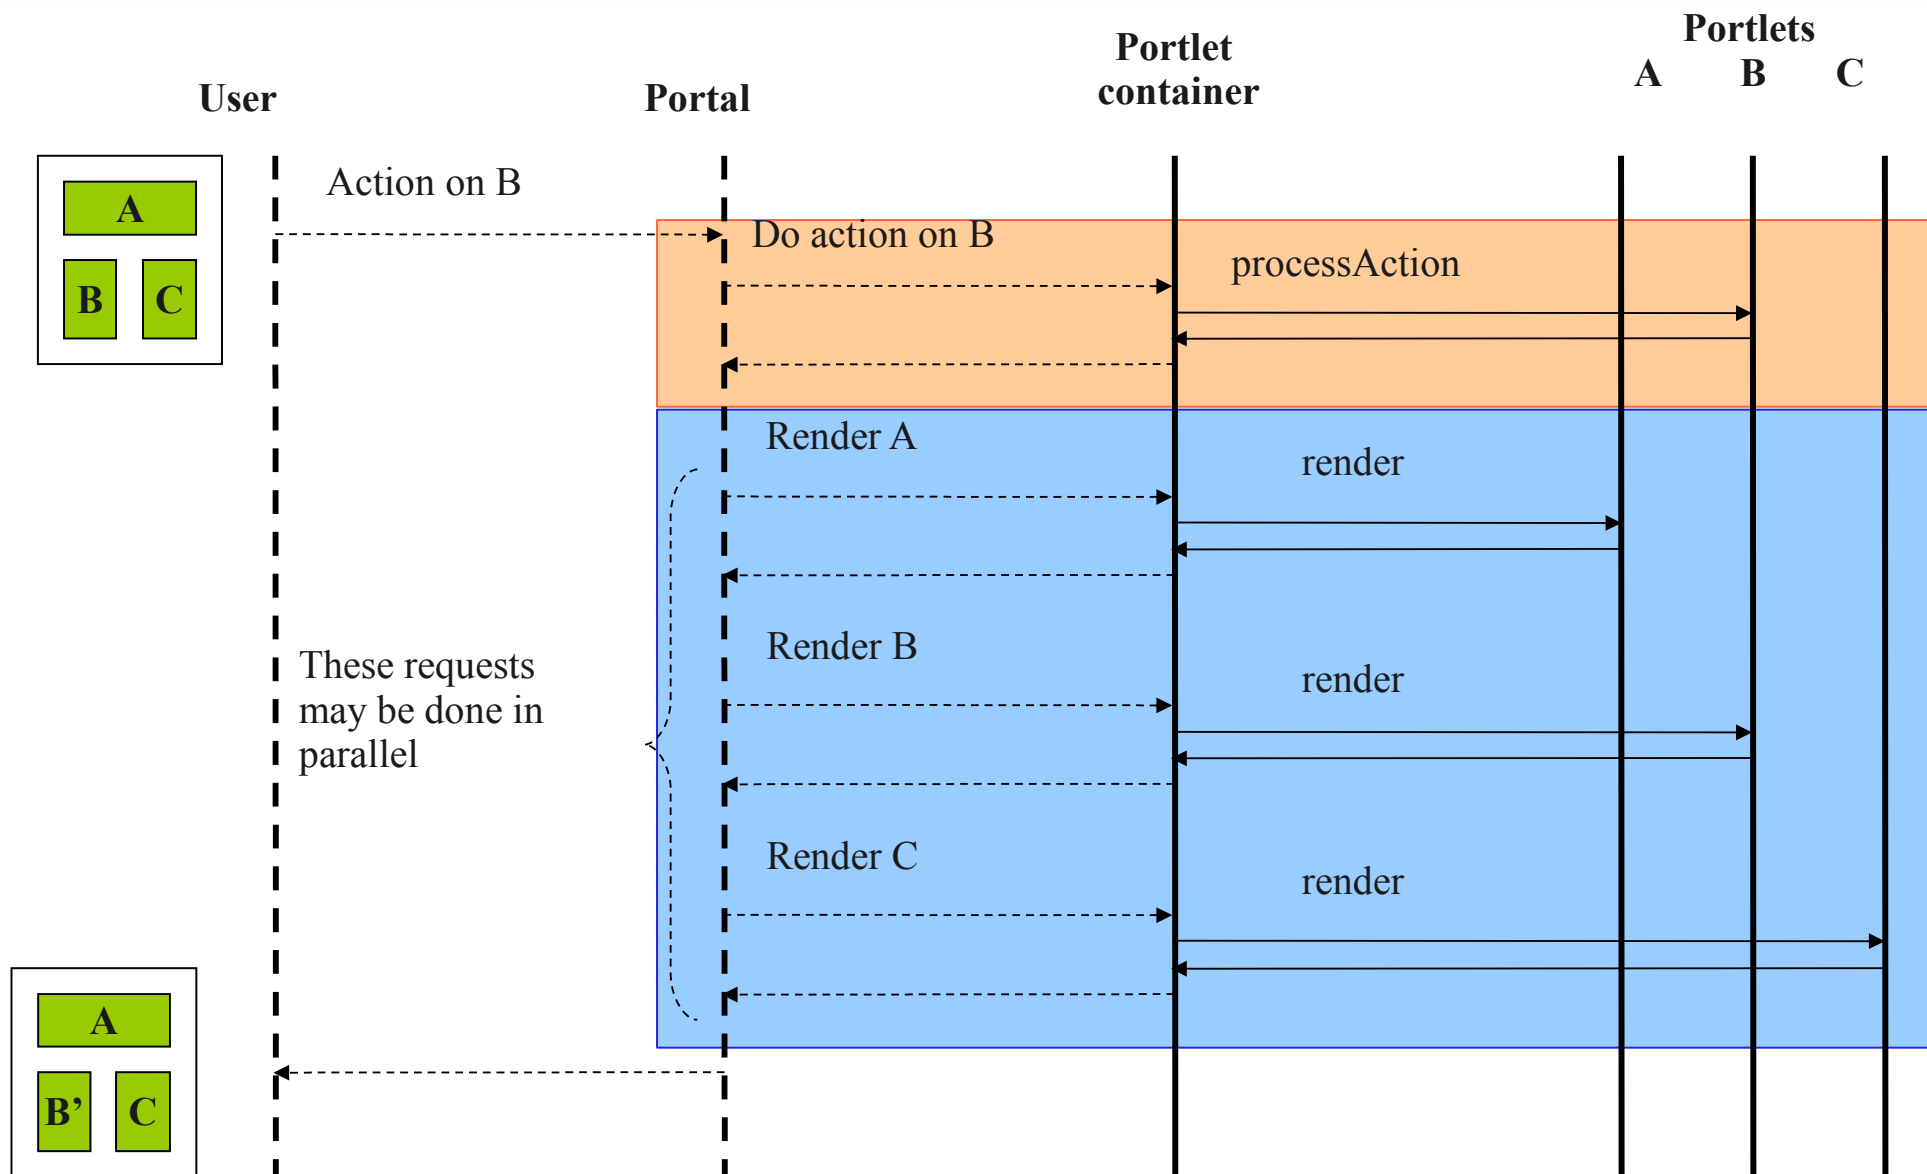 Portlets
Portlet
container
A B C
User
Portal
Action on B
A
B C
Do action on B
processAction
Render A
render
These requests
may be done in
parallel
Render B
render
Render C
render
A
B’ C